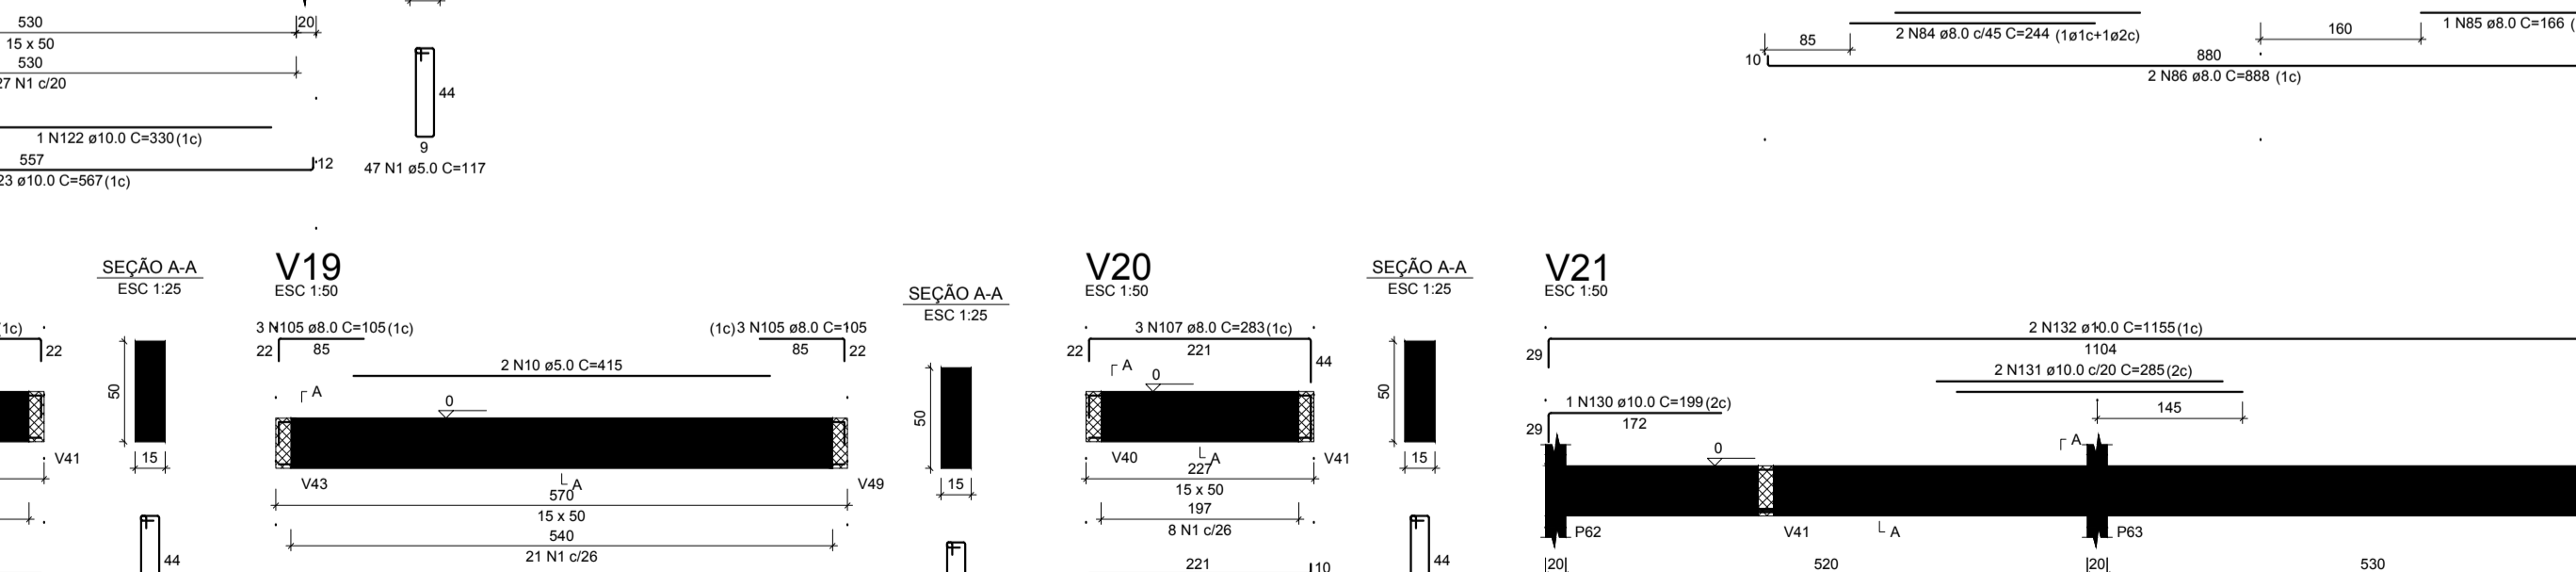 530
20
15 x 50
530
27 N1 c/20
1 N122 ø10.0 C=330 (1c)
557
12
23 ø10.0 C=567 (1c)
44
9
47 N1 ø5.0 C=117
2 N84 ø8.0 c/45 C=244 (1ø1c+1ø2c)
85
10
160
1 N85 ø8.0 C=166 (
880
2 N86 ø8.0 C=888 (1c)
1c)
22
V41
SEÇÃO A-A
ESC 1:25
50
15
44
V19
ESC 1:50
3 N105 ø8.0 C=105 (1c)
22
85
(1c) 3 N105 ø8.0 C=105
85
22
2 N10 ø5.0 C=415
A
0
V43
A
V49
570
15 x 50
540
21 N1 c/26
SEÇÃO A-A
ESC 1:25
50
15
V20
ESC 1:50
3 N107 ø8.0 C=283 (1c)
22
221
44
A
0
V40
A
V41
227
15 x 50
197
8 N1 c/26
221
10
SEÇÃO A-A
ESC 1:25
50
15
44
V21
ESC 1:50
2 N132 ø10.0 C=1155 (1c)
29
1104
2 N131 ø10.0 c/20 C=285 (2c)
1 N130 ø10.0 C=199 (2c)
145
29
172
0
A
P62
V41
A
P63
20
520
20
530